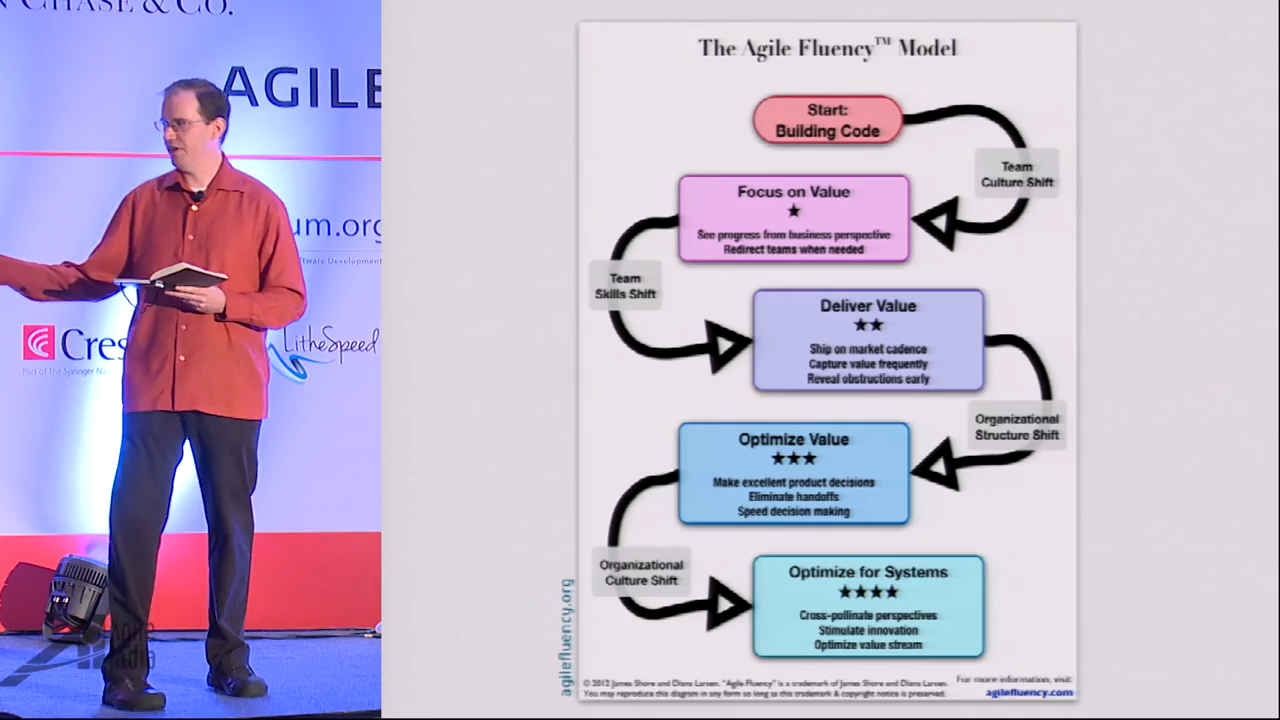 CHASE & CO.
AGILE
um.org
Cres
Part of The Springer Na
LitheSpeed
The Agile Fluency™ Model
Start:
Building Code
Team
Culture Shift
Focus on Value
★
See progress from business perspective
Redirect teams when needed
Team
Skills Shift
Deliver Value
★★
Ship on market cadence
Capture value frequently
Reveal obstructions early
Organizational
Structure Shift
Optimize Value
★★★
Make excellent product decisions
Eliminate handoffs
Speed decision making
Organizational
Culture Shift
Optimize for Systems
★★★★
Cross-pollinate perspectives
Stimulate innovation
Optimize value stream
agilefluency.org
© 2012 James Shore and Diana Larsen. "Agile Fluency" is a trademark of James Shore and Diana Larsen.
You may reproduce this diagram in any form so long as this trademark & copyright notice is preserved.
For more information, visit:
agilefluency.com